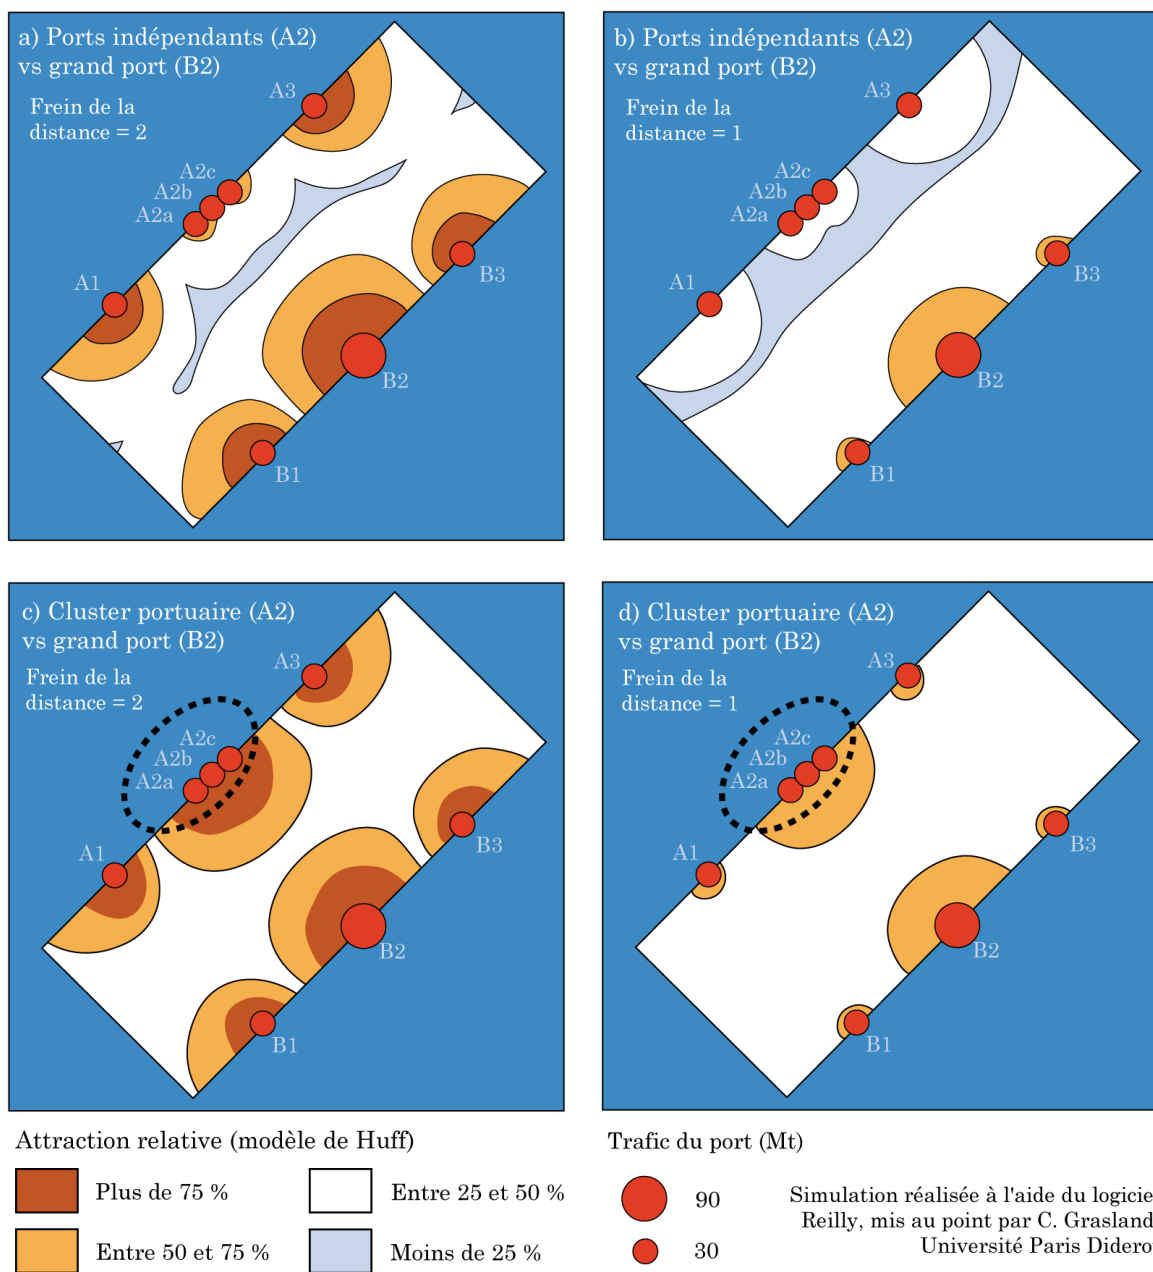 a) Ports indépendants (A2)
vs grand port (B2)
Frein de la
distance = 2
A3
A2c
A2b
A2a
A1
B3
B2
B1
b) Ports indépendants (A2)
vs grand port (B2)
Frein de la
distance = 1
A3
A2c
A2b
A2a
A1
B3
B2
B1
c) Cluster portuaire (A2)
vs grand port (B2)
Frein de la
distance = 2
A3
A2c
A2b
A2a
A1
B3
B2
B1
d) Cluster portuaire (A2)
vs grand port (B2)
Frein de la
distance = 1
A3
A2c
A2b
A2a
A1
B3
B2
B1
Attraction relative (modèle de Huff)
Plus de 75 %
Entre 25 et 50 %
Entre 50 et 75 %
Moins de 25 %
Trafic du port (Mt)
90
30
Simulation réalisée à l'aide du logicie
Reilly, mis au point par C. Grasland
Université Paris Didero